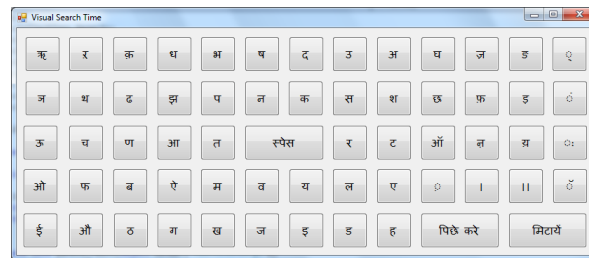 Visual Search Time
ऋ ऱ क़ ध भ ष द उ अ घ ज़ ङ ्
ञ थ ढ झ प न क स श छ फ़ इ ं
ऊ च ण आ त स्पेस र ट ऑ ऩ य़ ः
ओ फ ब ऐ म व य ल ए ़ । ।। ॅ
ई औ ठ ग ख ज इ ड ह पिछे करे मिटायें